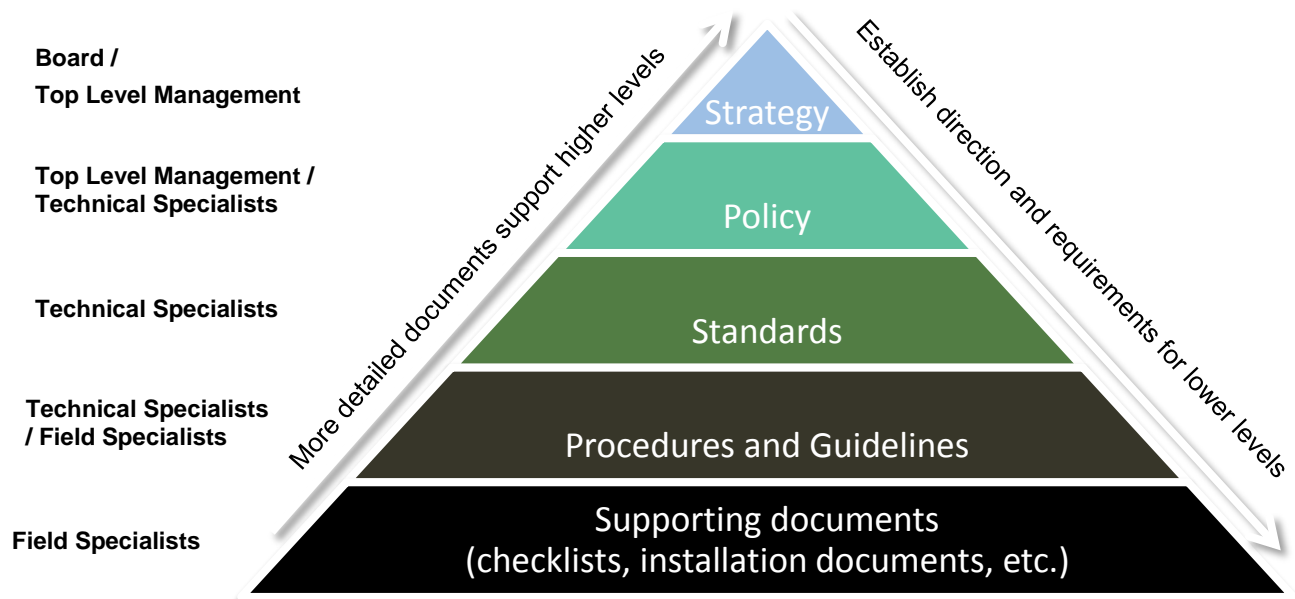 Board /
Top Level Management
Top Level Management /
Technical Specialists
Technical Specialists
Technical Specialists
/ Field Specialists
Field Specialists
More detailed documents support higher levels
Strategy
Policy
Standards
Procedures and Guidelines
Supporting documents
(checklists, installation documents, etc.)
Establish direction and requirements for lower levels